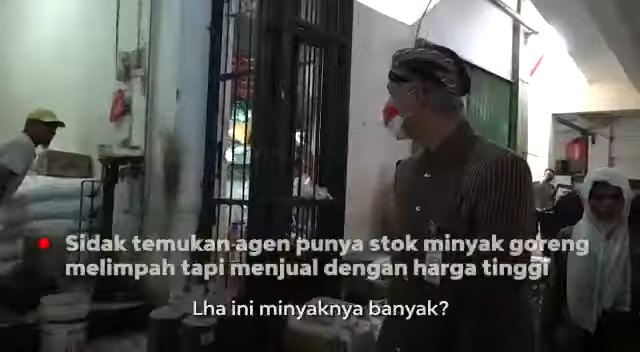 Sidak temukan agen punya stok minyak goreng
melimpah tapi menjual dengan harga tinggi
Lha ini minyaknya banyak?